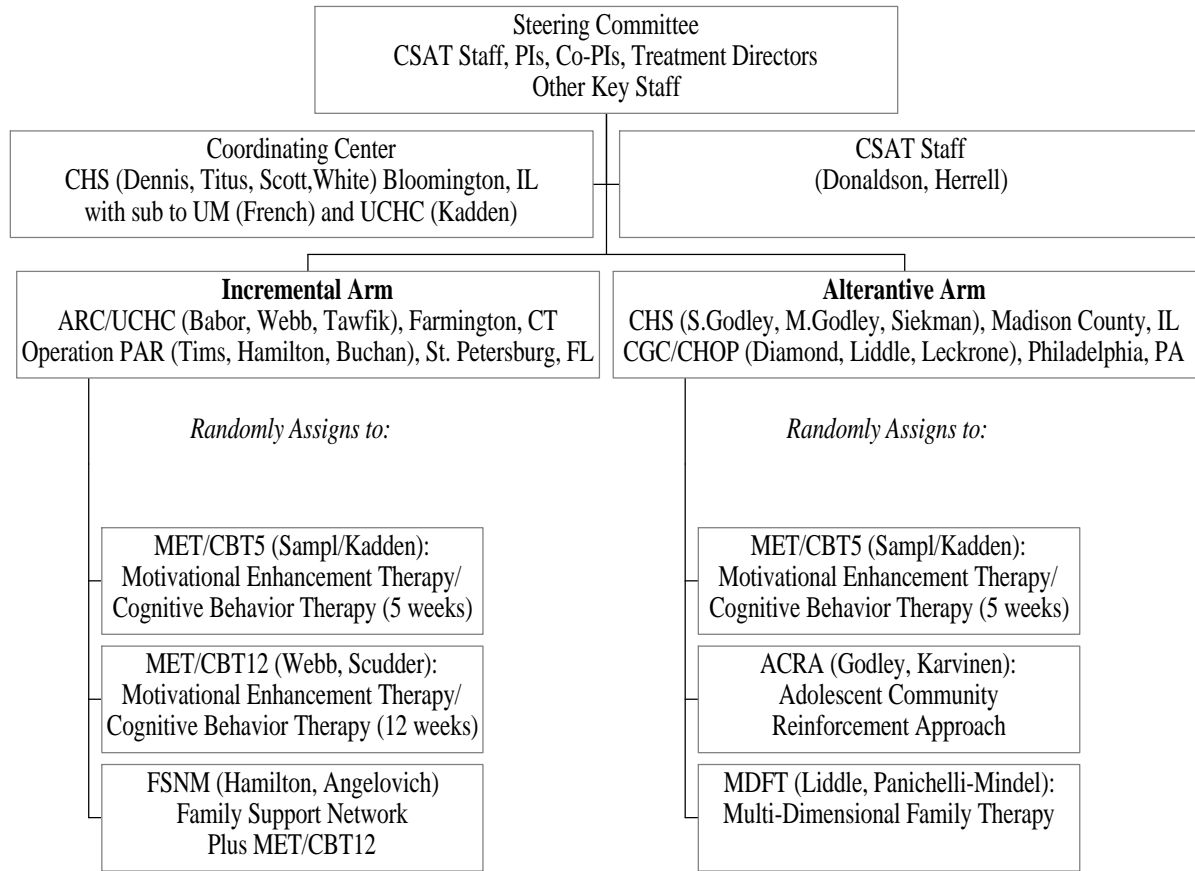 Steering Committee
CSAT Staff, PIs, Co-PIs, Treatment Directors
Other Key Staff
Coordinating Center
CHS (Dennis, Titus, Scott,White) Bloomington, IL
with sub to UM (French) and UCHC (Kadden)
CSAT Staff
(Donaldson, Herrell)
Incremental Arm
ARC/UCHC (Babor, Webb, Tawfik), Farmington, CT
Operation PAR (Tims, Hamilton, Buchan), St. Petersburg, FL
Alterantive Arm
CHS (S.Godley, M.Godley, Siekman), Madison County, IL
CGC/CHOP (Diamond, Liddle, Leckrone), Philadelphia, PA
Randomly Assigns to:
MET/CBT5 (Sampl/Kadden):
Motivational Enhancement Therapy/
Cognitive Behavior Therapy (5 weeks)
MET/CBT12 (Webb, Scudder):
Motivational Enhancement Therapy/
Cognitive Behavior Therapy (12 weeks)
FSNM (Hamilton, Angelovich)
Family Support Network
Plus MET/CBT12
Randomly Assigns to:
MET/CBT5 (Sampl/Kadden):
Motivational Enhancement Therapy/
Cognitive Behavior Therapy (5 weeks)
ACRA (Godley, Karvinen):
Adolescent Community
Reinforcement Approach
MDFT (Liddle, Panichelli-Mindel):
Multi-Dimensional Family Therapy